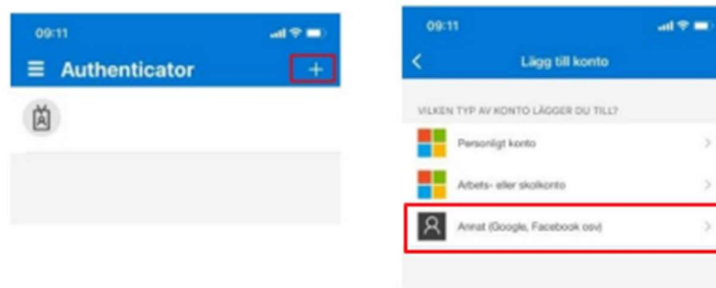 09:11
Authenticator
09:11
Lägg till konto
VILKEN TYP AV KONTO LÄGGER DU TILL?
Personligt konto
Arbets- eller skolkonto
Annat (Google, Facebook osv)